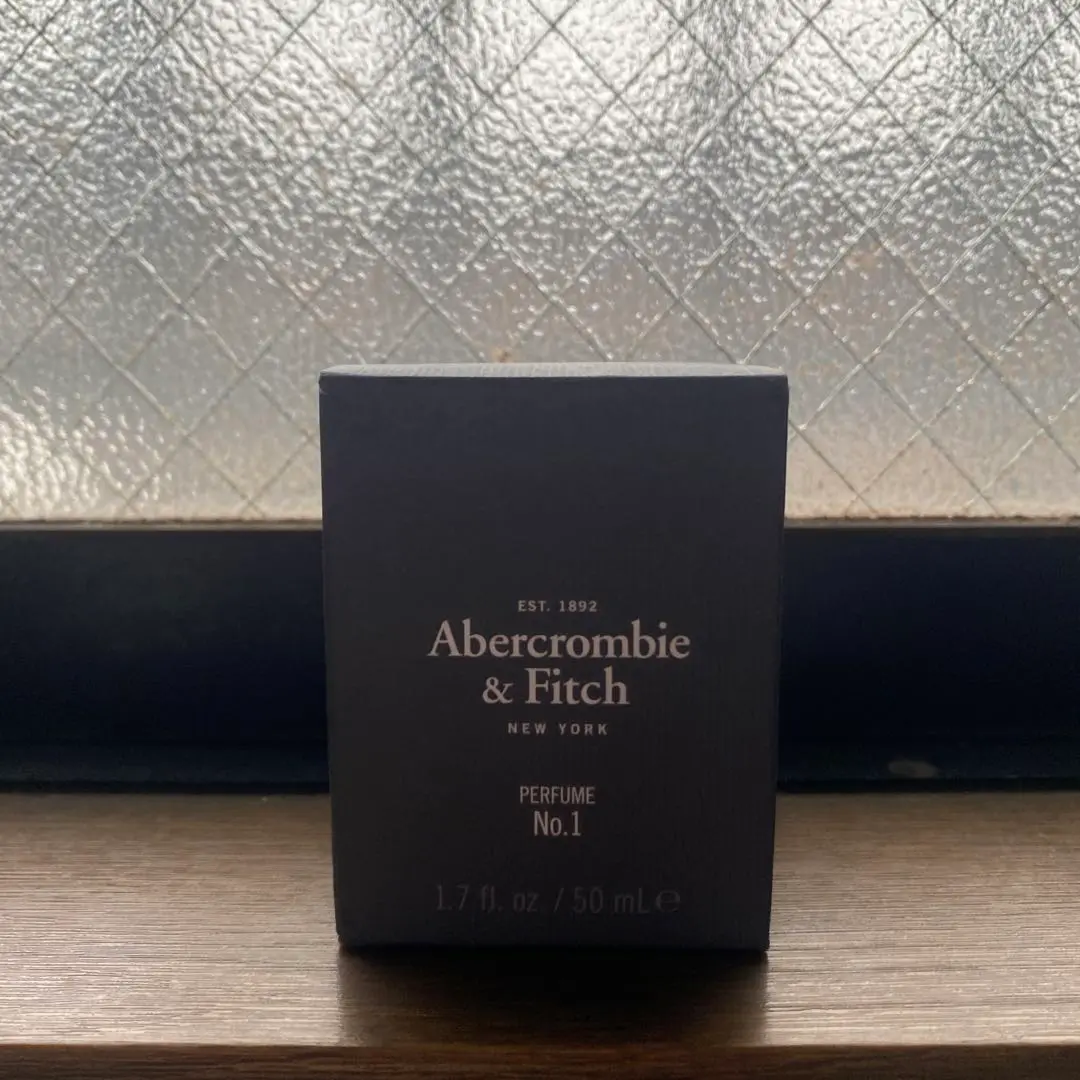 EST. 1892
Abercrombie
& Fitch
NEW YORK
PERFUME
No.1
1.7 fl. oz. / 50 mL℮